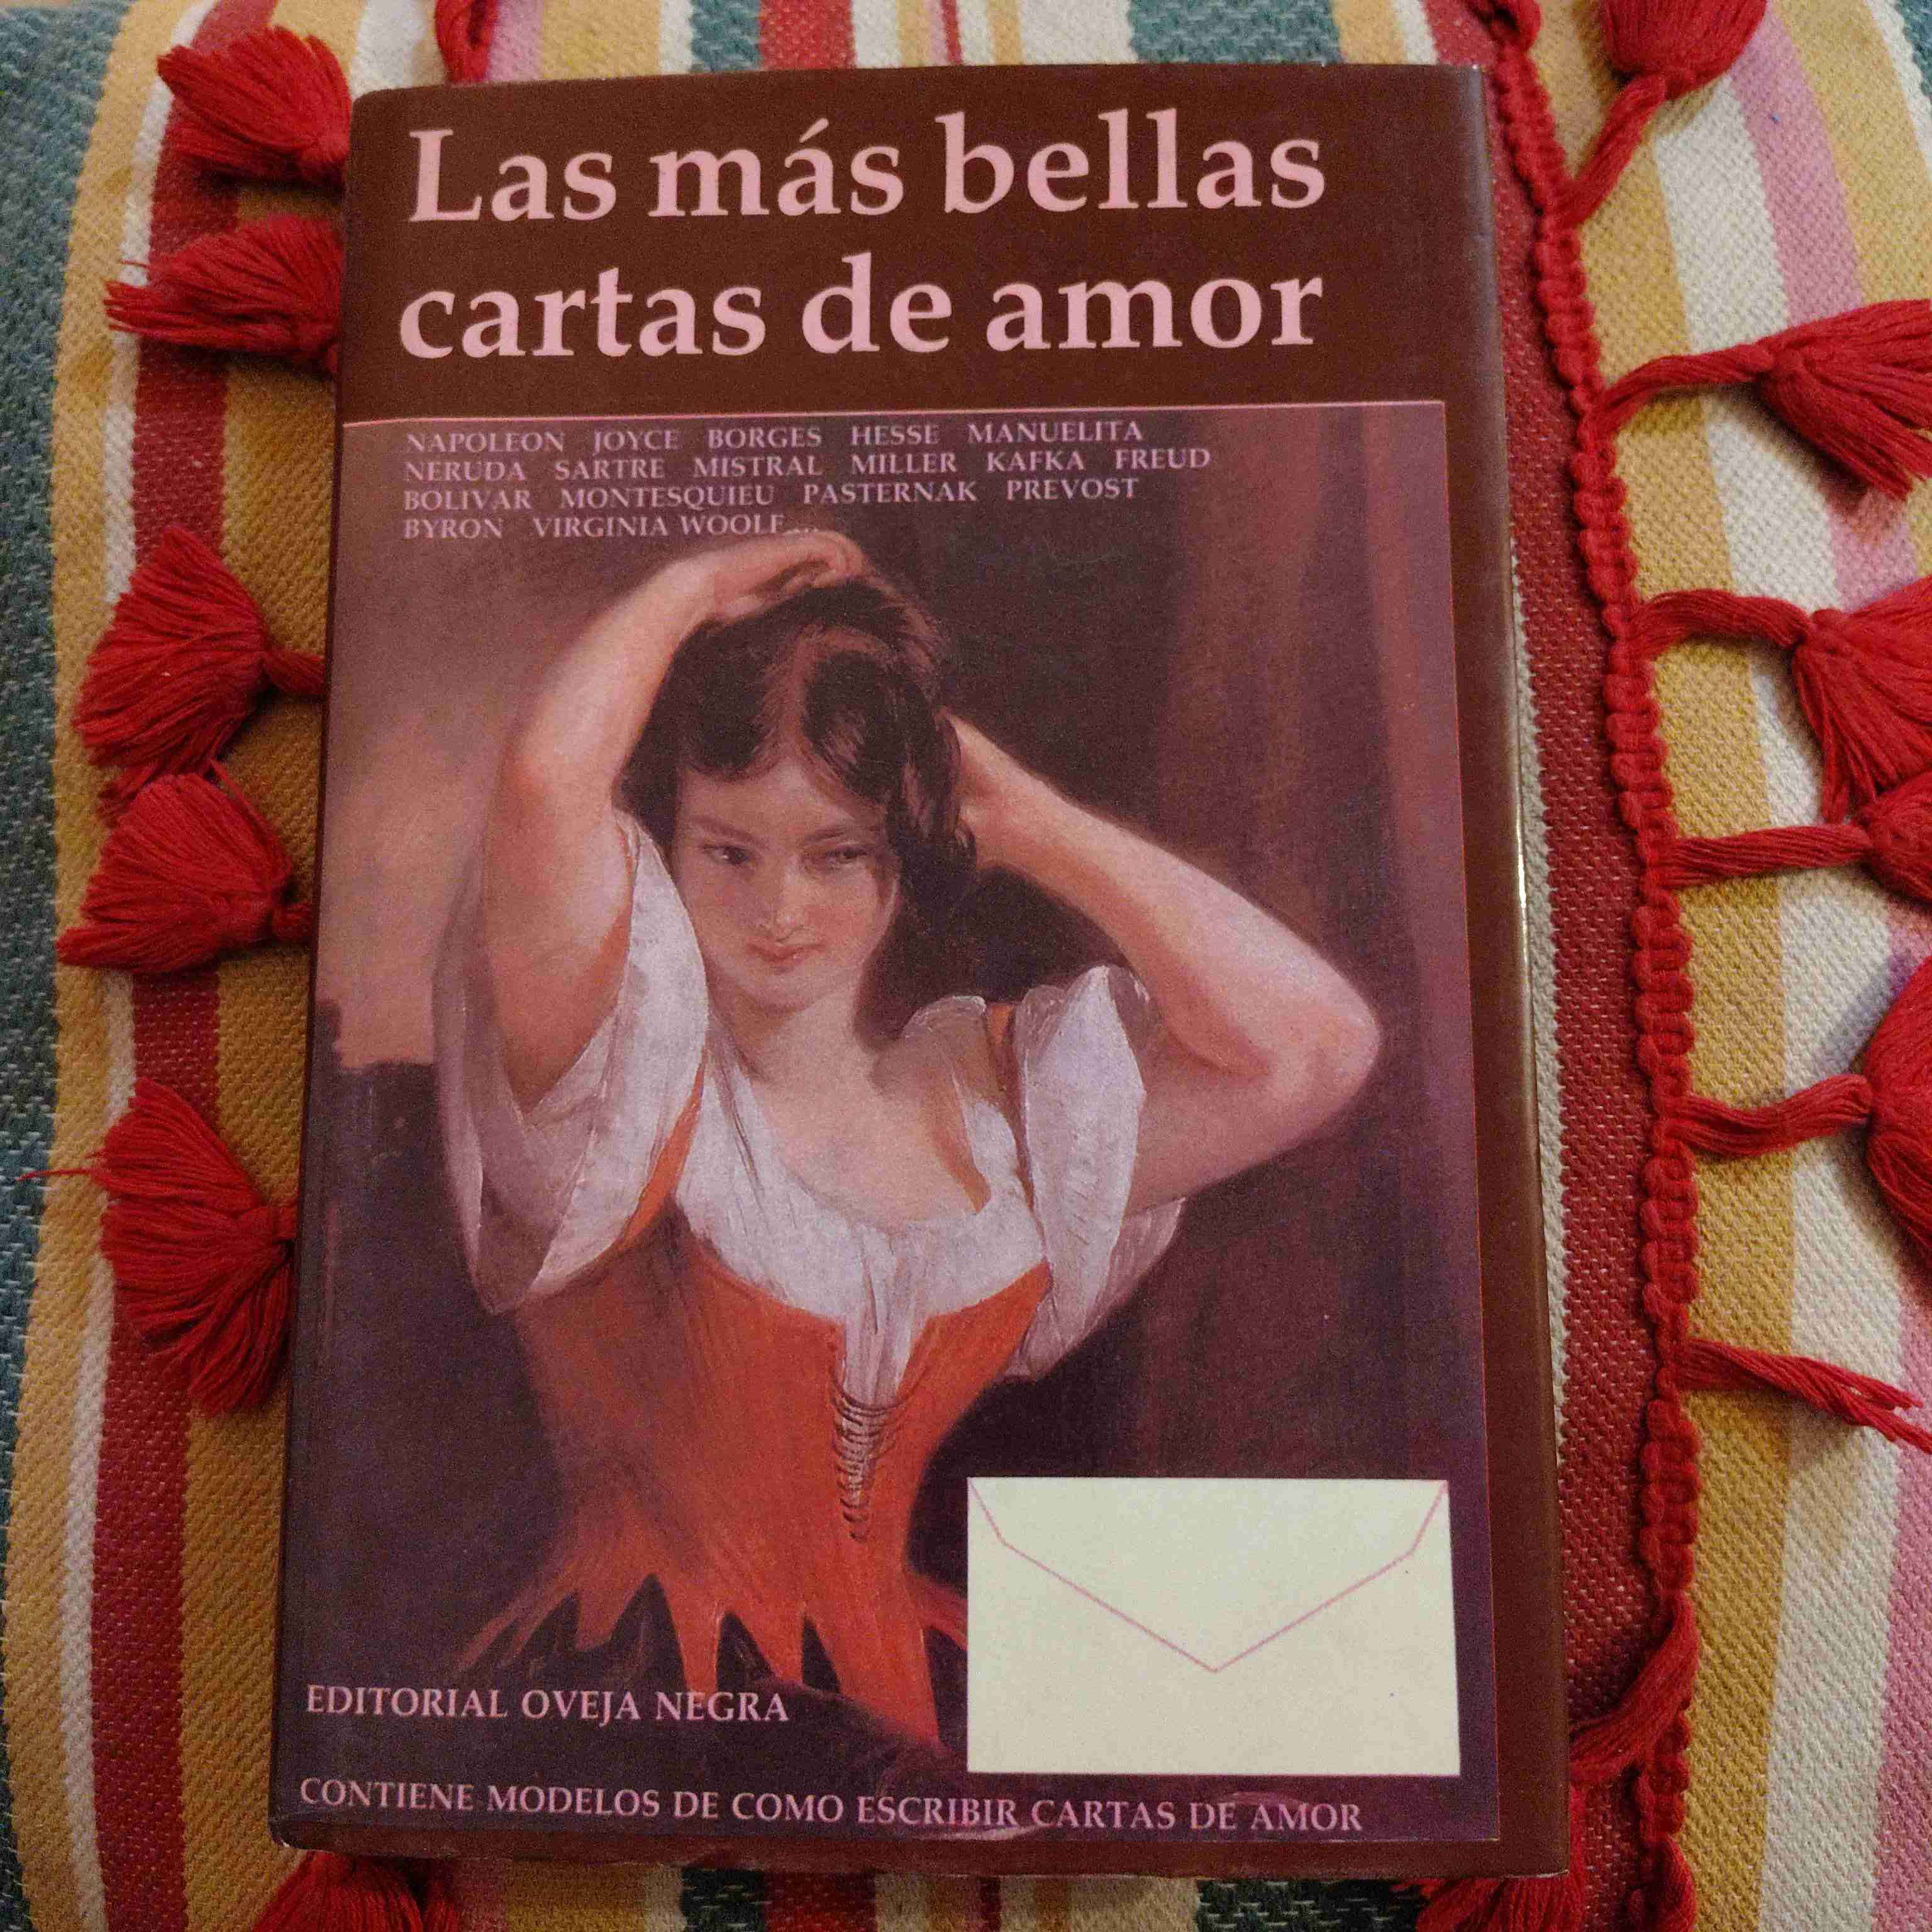 Las más bellas
cartas de amor
NAPOLEON JOYCE BORGES HESSE MANUELITA
NERUDA SARTRE MISTRAL MILLER KAFKA FREUD
BOLIVAR MONTESQUIEU PASTERNAK PREVOST
BYRON VIRGINIA WOOLF...
EDITORIAL OVEJA NEGRA
CONTIENE MODELOS DE COMO ESCRIBIR CARTAS DE AMOR